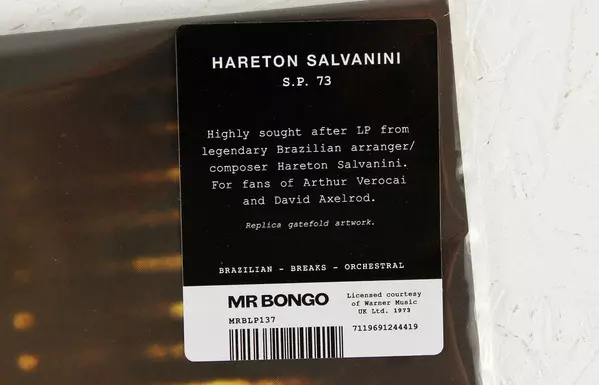 HARETON SALVANINI
S.P. 73
Highly sought after LP from
legendary Brazilian arranger/
composer Hareton Salvanini.
For fans of Arthur Verocai
and David Axelrod.
Replica gatefold artwork.
BRAZILIAN - BREAKS - ORCHESTRAL
MR BONGO
MRBLP137
Licensed courtesy
of Warner Music
UK Ltd. 1973
7119691244419